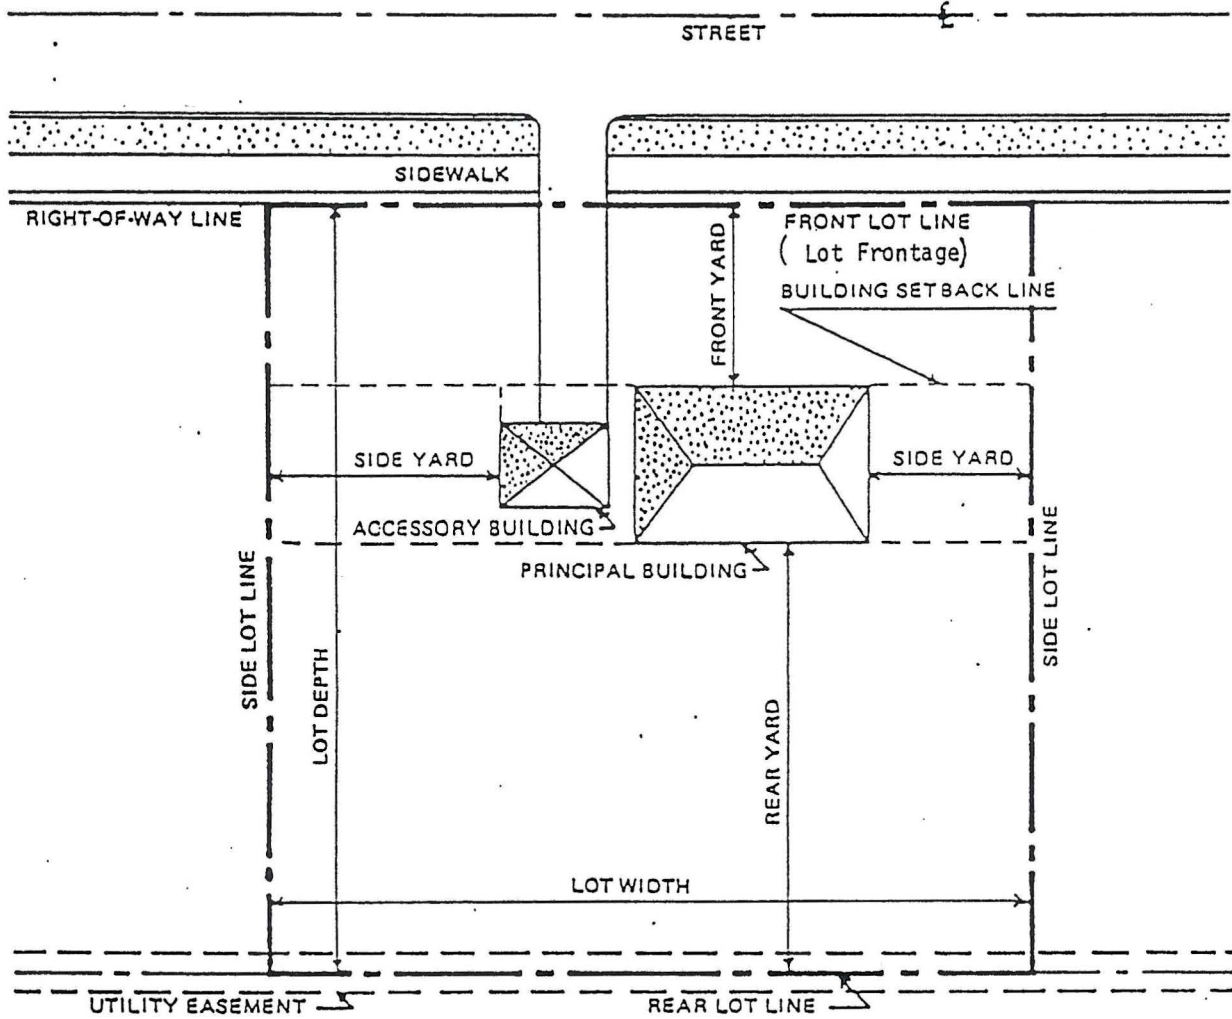 ℄
STREET
SIDEWALK
RIGHT-OF-WAY LINE
FRONT LOT LINE
( Lot Frontage)
BUILDING SETBACK LINE
FRONT YARD
SIDE YARD
SIDE YARD
ACCESSORY BUILDING
PRINCIPAL BUILDING
SIDE LOT LINE
LOT DEPTH
REAR YARD
SIDE LOT LINE
LOT WIDTH
UTILITY EASEMENT
REAR LOT LINE